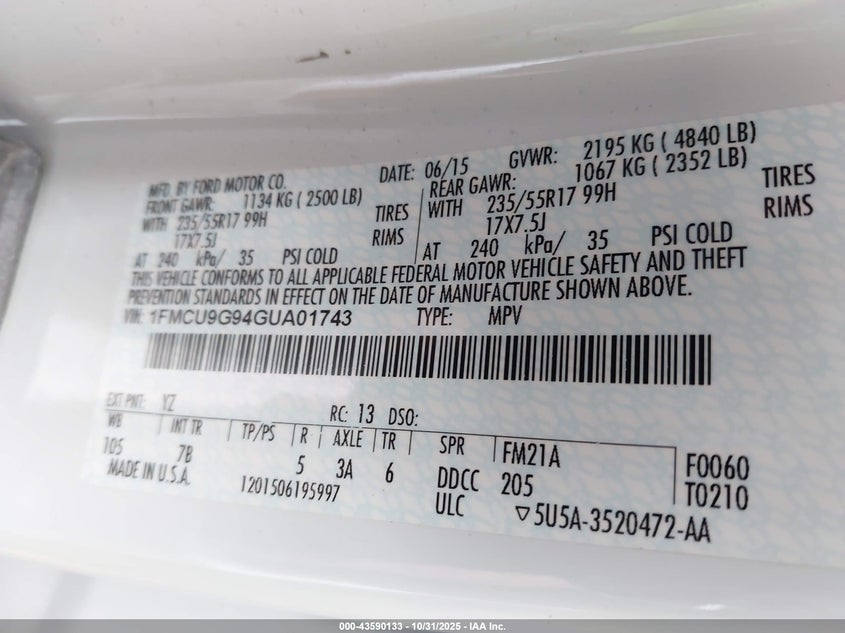 MFD. BY FORD MOTOR CO. DATE: 06/15 GVWR: 2195 KG ( 4840 LB)
FRONT GAWR: 1134 KG ( 2500 LB) REAR GAWR: 1067 KG ( 2352 LB)
WITH 235/55R17 99H TIRES WITH 235/55R17 99H TIRES
17X7.5J RIMS 17X7.5J RIMS
AT 240 kPa/ 35 PSI COLD AT 240 kPa/ 35 PSI COLD
THIS VEHICLE CONFORMS TO ALL APPLICABLE FEDERAL MOTOR VEHICLE SAFETY AND THEFT
PREVENTION STANDARDS IN EFFECT ON THE DATE OF MANUFACTURE SHOWN ABOVE.
VIN: 1FMCU9G94GUA01743 TYPE: MPV
EXT PNT: YZ RC: 13 DSO:
WB INT TR TP/PS R AXLE TR SPR FM21A F0060
105 7B 5 3A 6 DDCC 205 T0210
MADE IN U.S.A. 1201506195997 ULC ▽5U5A-3520472-AA
000-43590133 - 10/31/2025 - IAA Inc.